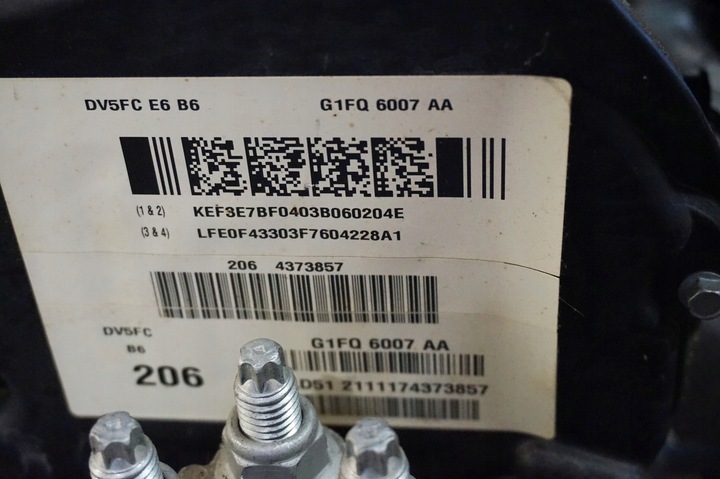 DV5FC E6 B6 G1FQ 6007 AA
(1 & 2) KEF3E7BF0403B060204E
(3 & 4) LFE0F43303F7604228A1
206 4373857
DV5FC G1FQ 6007 AA
B6
206 D51 2111174373857